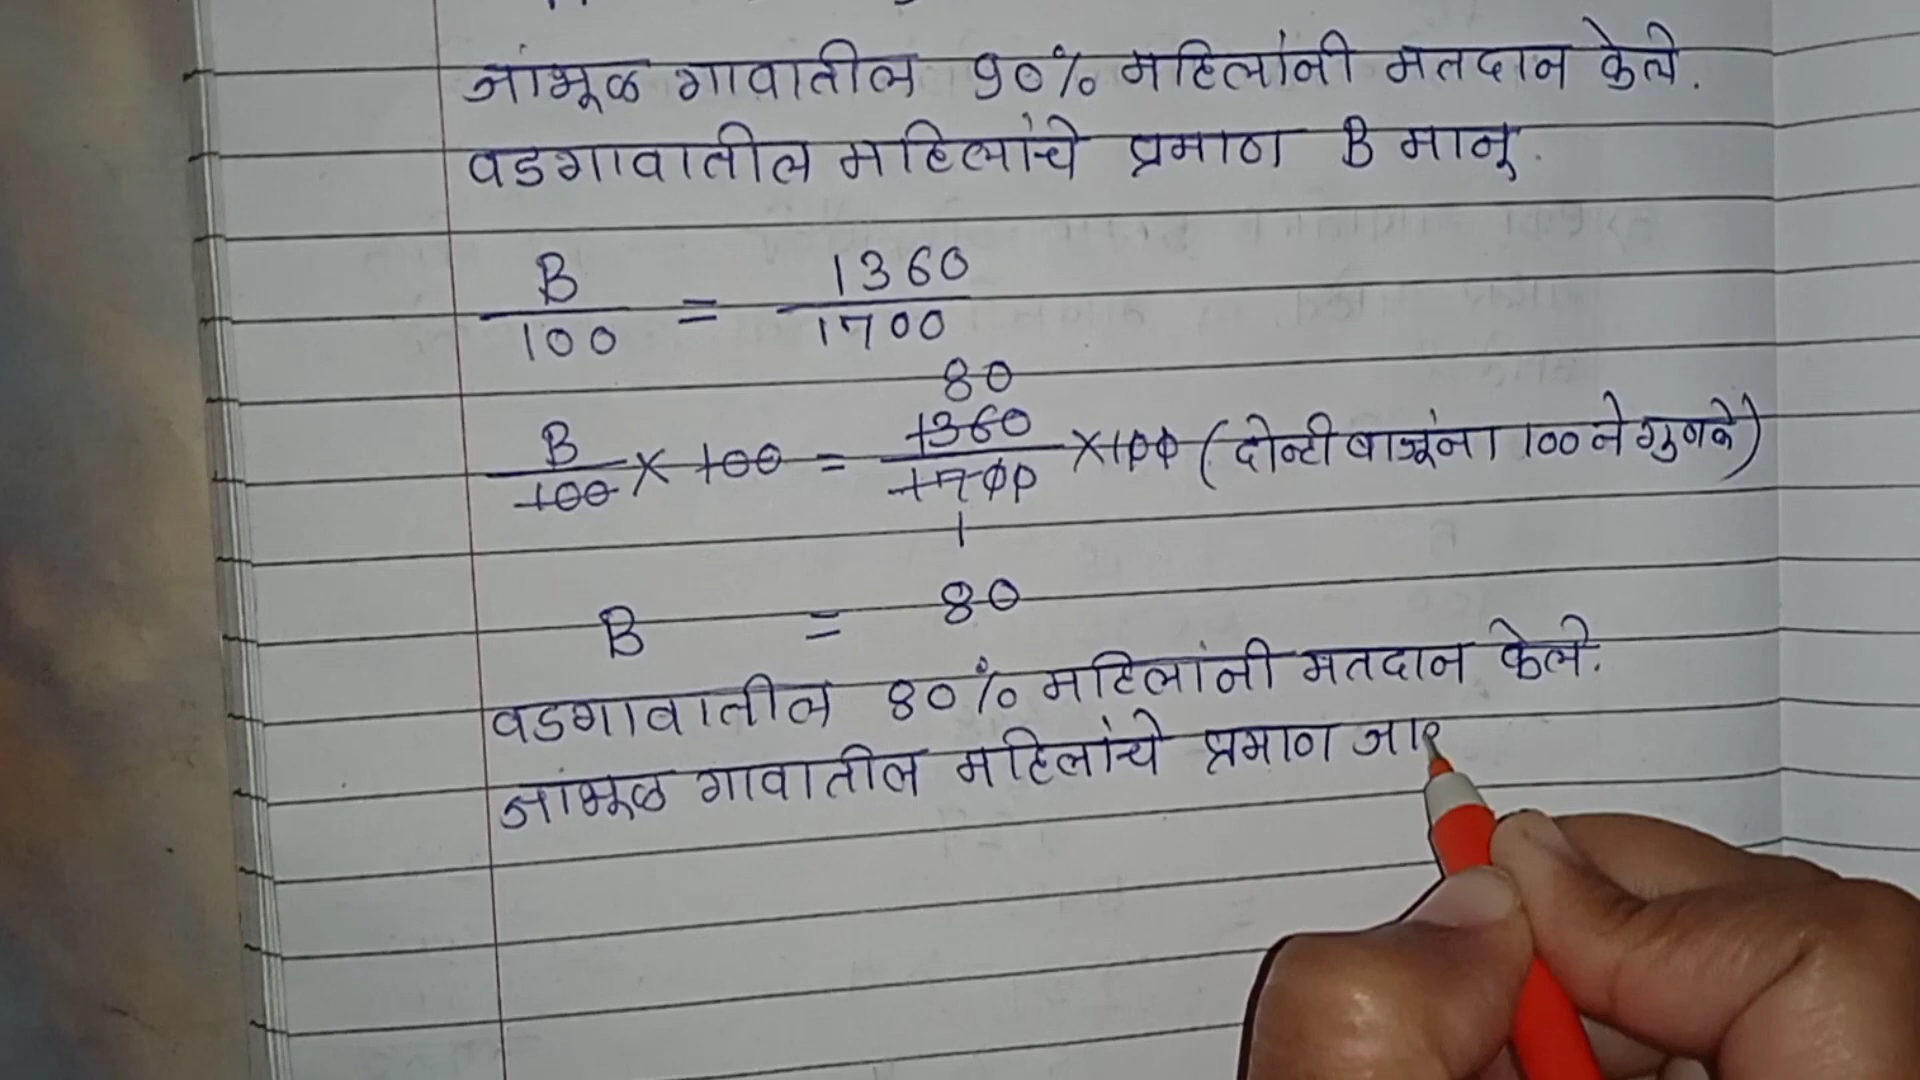 जांभूळ गावातील 90% महिलांनी मतदान केले.
वडगावातील महिलांचे प्रमाण B मानू.
B/100 = 1360/1700
80
B/100 × 100 = 1360/1700 × 100 (दोन्ही बाजूंना 100 ने गुणले)
1
B = 80
वडगावातील 80% महिलांनी मतदान केले.
जांभूळ गावातील महिलांचे प्रमाण जा